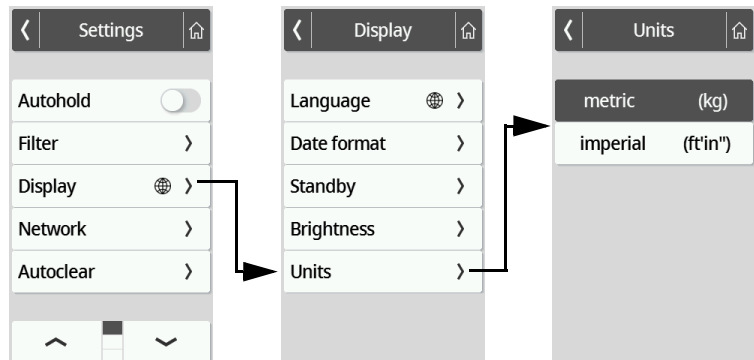 Settings
Autohold
Filter
Display
Network
Autoclear
Display
Language
Date format
Standby
Brightness
Units
Units
metric (kg)
imperial (ft'in")